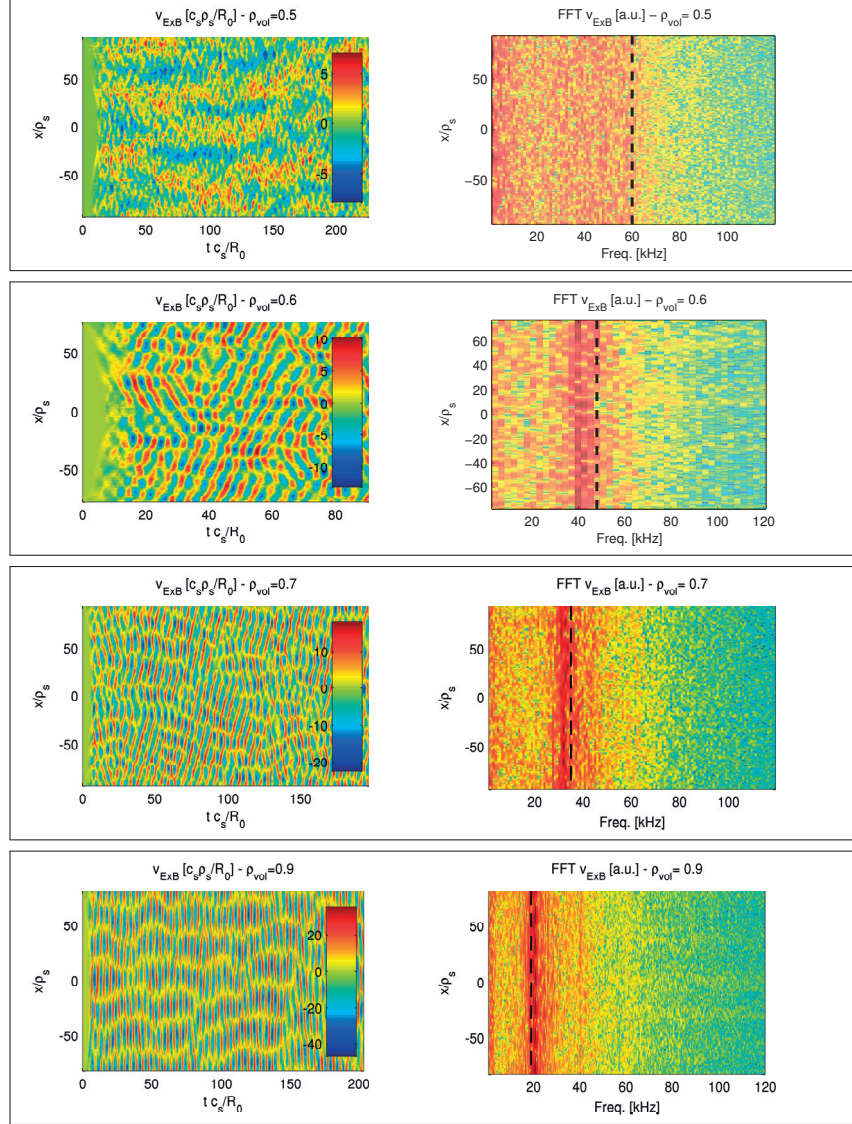 v_ExB [c_sρ_s/R_0] - ρ_vol=0.5
FFT v_ExB [a.u.] − ρ_vol= 0.5
x/ρ_s
50
0
−50
5
0
−5
0 50 100 150 200
t c_s/R_0
x/ρ_s
50
0
−50
20 40 60 80 100
Freq. [kHz]
v_ExB [c_sρ_s/R_0] - ρ_vol=0.6
FFT v_ExB [a.u.] − ρ_vol= 0.6
x/ρ_s
50
0
-50
10
5
0
-5
-10
0 20 40 60 80
t c_s/R_0
x/ρ_s
60
40
20
0
−20
−40
−60
20 40 60 80 100 121
Freq. [kHz]
v_ExB [c_sρ_s/R_0] - ρ_vol=0.7
FFT v_ExB [a.u.] - ρ_vol= 0.7
x/ρ_s
50
0
-50
10
0
-10
-20
0 50 100 150
t c_s/R_0
x/ρ_s
50
0
-50
20 40 60 80 100
Freq. [kHz]
v_ExB [c_sρ_s/R_0] - ρ_vol=0.9
FFT v_ExB [a.u.] - ρ_vol= 0.9
x/ρ_s
50
0
-50
20
0
-20
-40
0 50 100 150 200
t c_s/R_0
x/ρ_s
50
0
-50
0 20 40 60 80 100 120
Freq. [kHz]